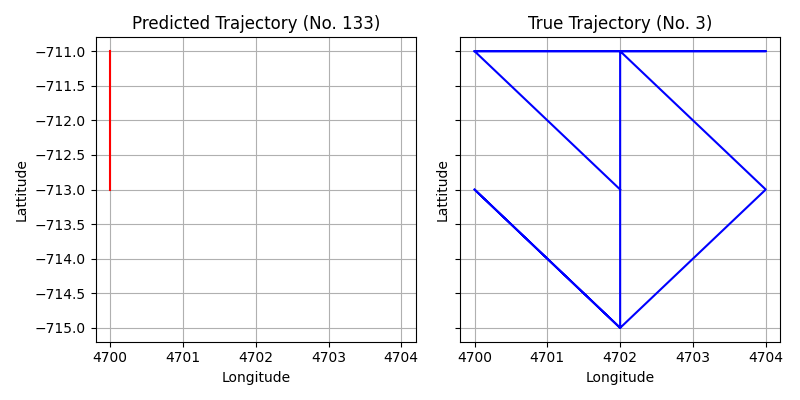 Predicted Trajectory (No. 133)
True Trajectory (No. 3)
Lattitude
−711.0
−711.5
−712.0
−712.5
−713.0
−713.5
−714.0
−714.5
−715.0
4700 4701 4702 4703 4704
Longitude
Lattitude
4700 4701 4702 4703 4704
Longitude